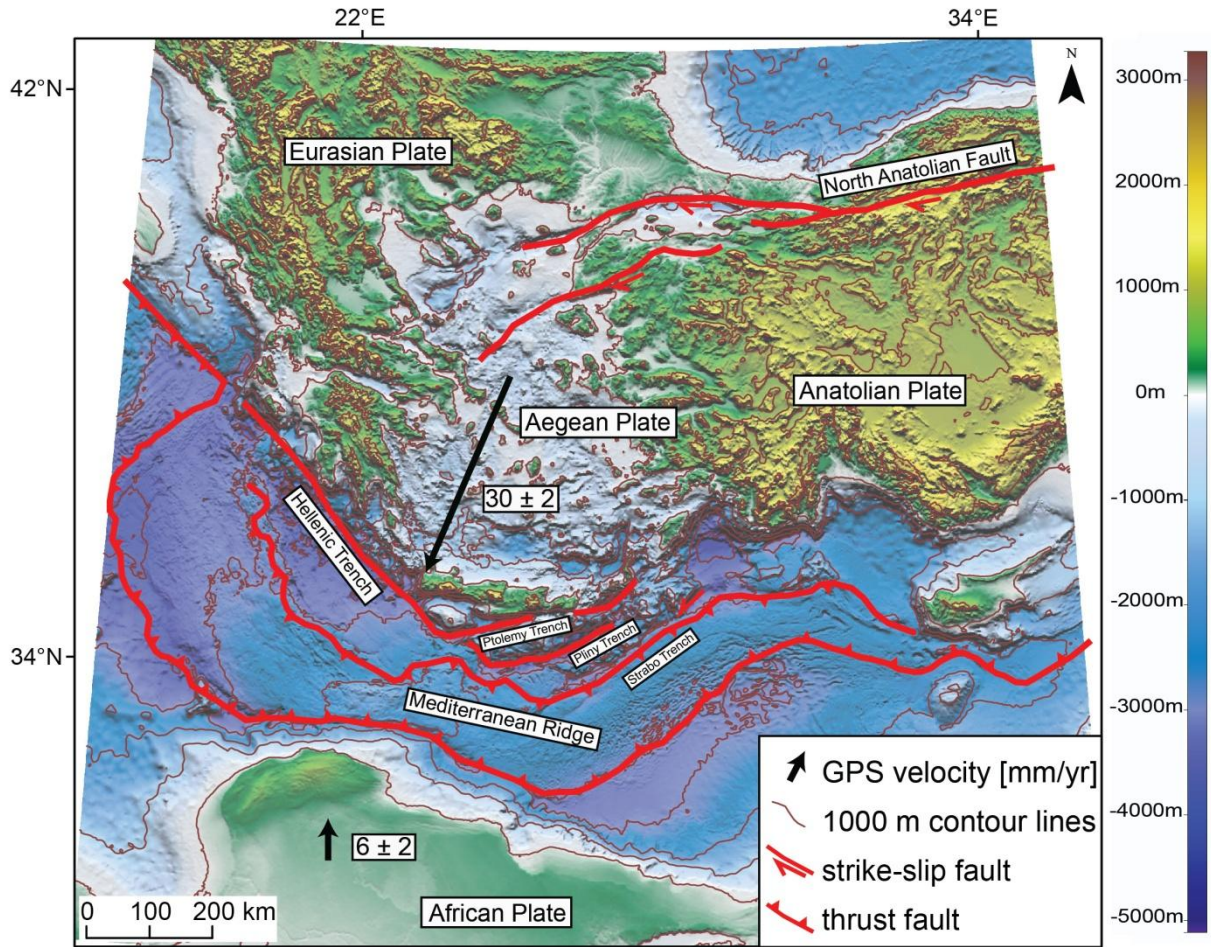 22°E
34°E
42°N
34°N
N
Eurasian Plate
North Anatolian Fault
Anatolian Plate
Aegean Plate
30 ± 2
Hellenic Trench
Ptolemy Trench
Pliny Trench
Strabo Trench
Mediterranean Ridge
6 ± 2
African Plate
0 100 200 km
GPS velocity [mm/yr]
1000 m contour lines
strike-slip fault
thrust fault
3000m
2000m
1000m
0m
-1000m
-2000m
-3000m
-4000m
-5000m